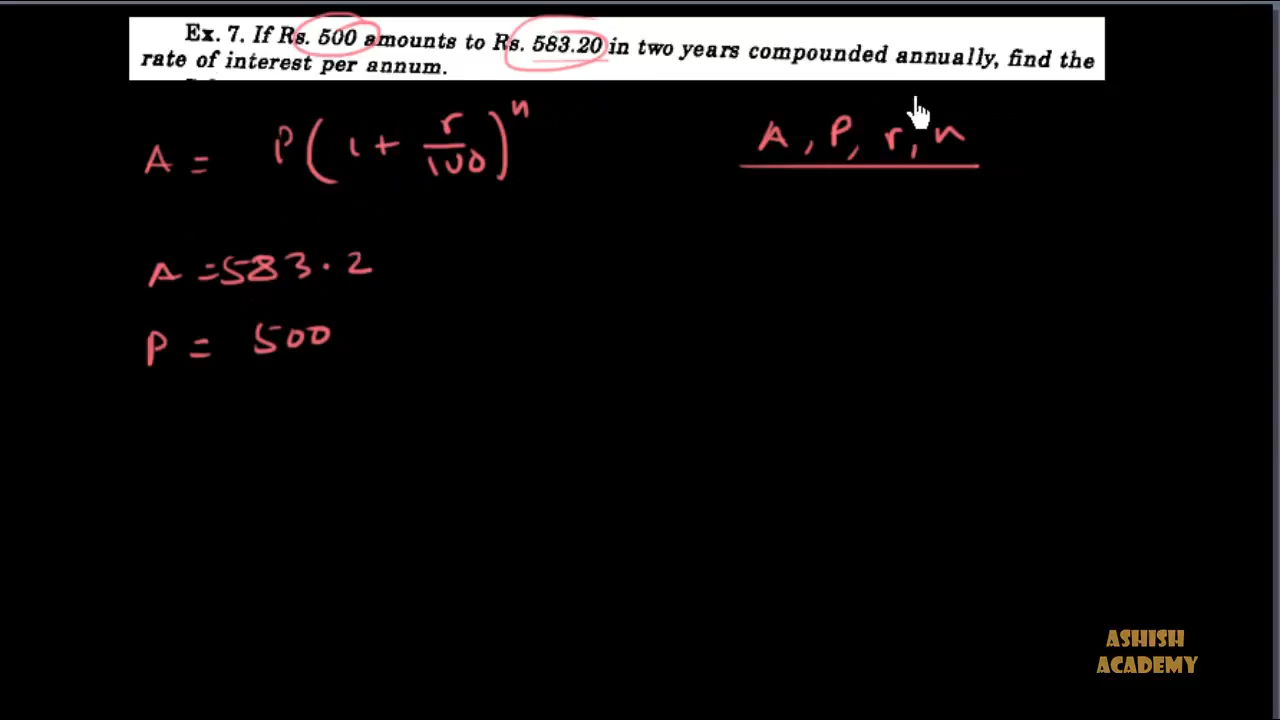 Ex. 7. If Rs. 500 amounts to Rs. 583.20 in two years compounded annually, find the
rate of interest per annum.
A = P(1 + r/100)^n
A, P, r, n
A = 583.2
P = 500
ASHISH
ACADEMY